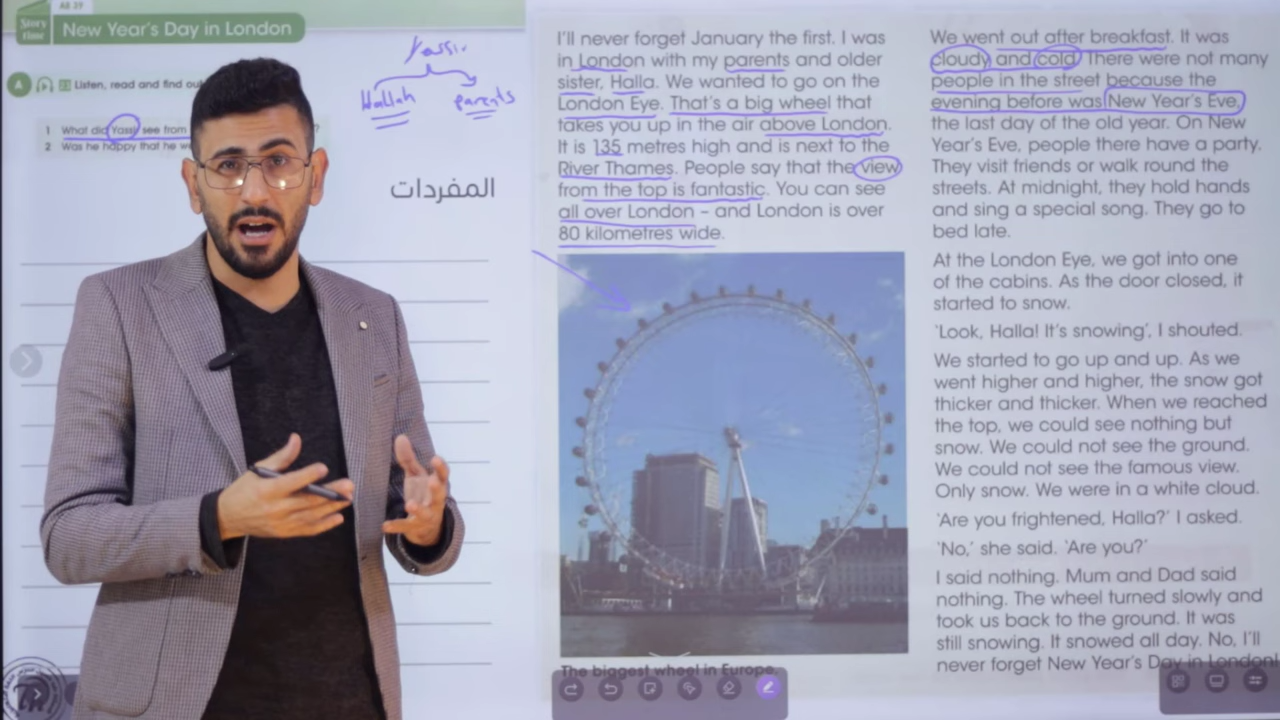 AB 29
Story time
New Year's Day in London
A
Listen, read and find out
1 What did Yassir see from
?
2 Was he happy that he we
Yassir
Hallah parents
المفردات
I'll never forget January the first. I was
in London with my parents and older
sister, Halla. We wanted to go on the
London Eye. That's a big wheel that
takes you up in the air above London.
It is 135 metres high and is next to the
River Thames. People say that the view
from the top is fantastic. You can see
all over London – and London is over
80 kilometres wide.
The biggest wheel in Europe.
We went out after breakfast. It was
cloudy and cold. There were not many
people in the street because the
evening before was New Year's Eve,
the last day of the old year. On New
Year's Eve, people there have a party.
They visit friends or walk round the
streets. At midnight, they hold hands
and sing a special song. They go to
bed late.
At the London Eye, we got into one
of the cabins. As the door closed, it
started to snow.
'Look, Halla! It's snowing', I shouted.
We started to go up and up. As we
went higher and higher, the snow got
thicker and thicker. When we reached
the top, we could see nothing but
snow. We could not see the ground.
We could not see the famous view.
Only snow. We were in a white cloud.
'Are you frightened, Halla?' I asked.
'No,' she said. 'Are you?'
I said nothing. Mum and Dad said
nothing. The wheel turned slowly and
took us back to the ground. It was
still snowing. It snowed all day. No, I'll
never forget New Year's Day in London!